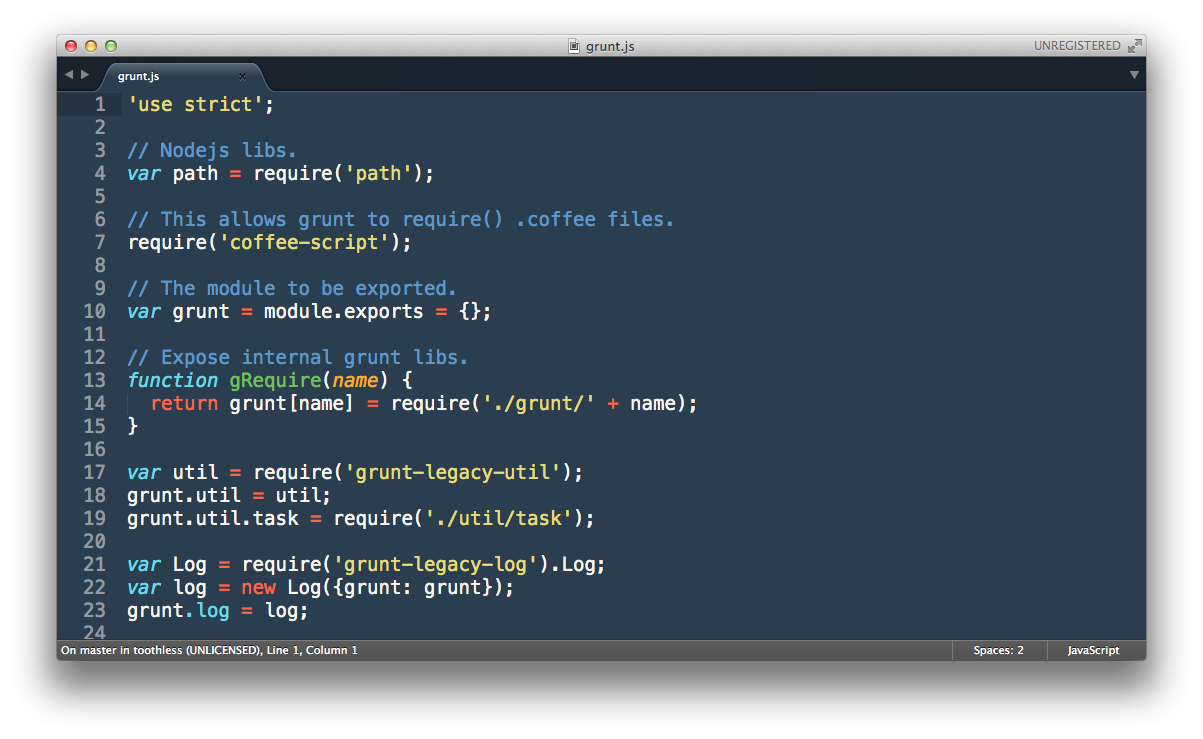 grunt.js
UNREGISTERED
grunt.js ×
1 'use strict';
2
3 // Nodejs libs.
4 var path = require('path');
5
6 // This allows grunt to require() .coffee files.
7 require('coffee-script');
8
9 // The module to be exported.
10 var grunt = module.exports = {};
11
12 // Expose internal grunt libs.
13 function gRequire(name) {
14   return grunt[name] = require('./grunt/' + name);
15 }
16
17 var util = require('grunt-legacy-util');
18 grunt.util = util;
19 grunt.util.task = require('./util/task');
20
21 var Log = require('grunt-legacy-log').Log;
22 var log = new Log({grunt: grunt});
23 grunt.log = log;
24
On master in toothless (UNLICENSED), Line 1, Column 1
Spaces: 2
JavaScript